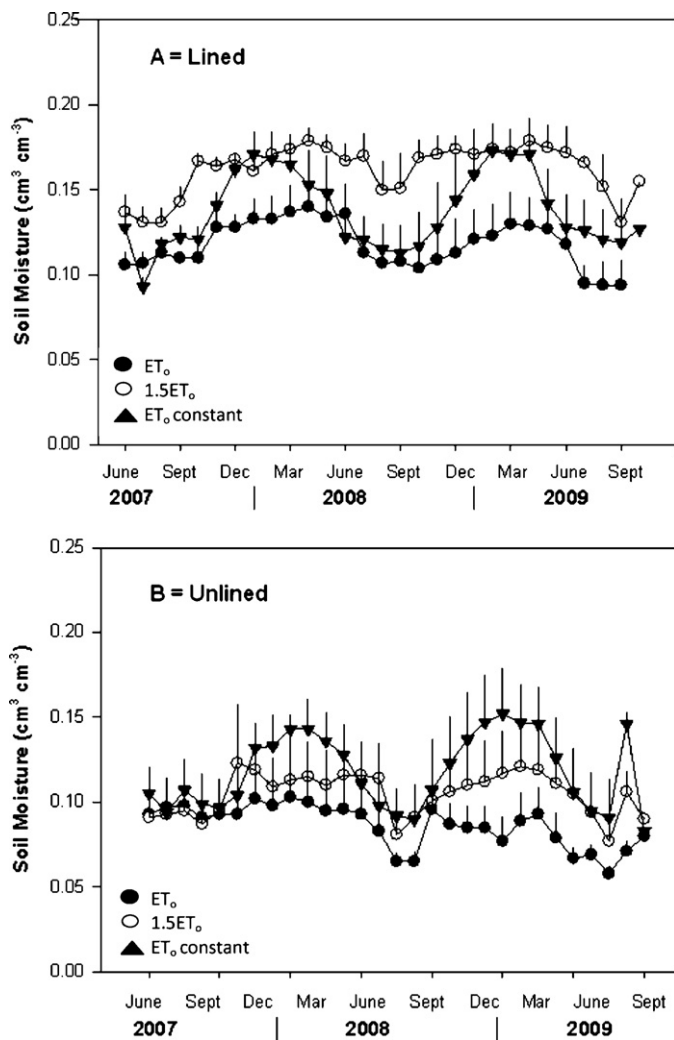 0.25
A = Lined
0.20
0.15
0.10
0.05
0.00
Soil Moisture (cm³ cm⁻³)
ETₒ
1.5ETₒ
ETₒ constant
June Sept Dec Mar June Sept Dec Mar June Sept
2007 | 2008 | 2009
0.25
B = Unlined
0.20
0.15
0.10
0.05
0.00
Soil Moisture (cm³ cm⁻³)
ETₒ
1.5ETₒ
ETₒ constant
June Sept Dec Mar June Sept Dec Mar June Sept
2007 | 2008 | 2009